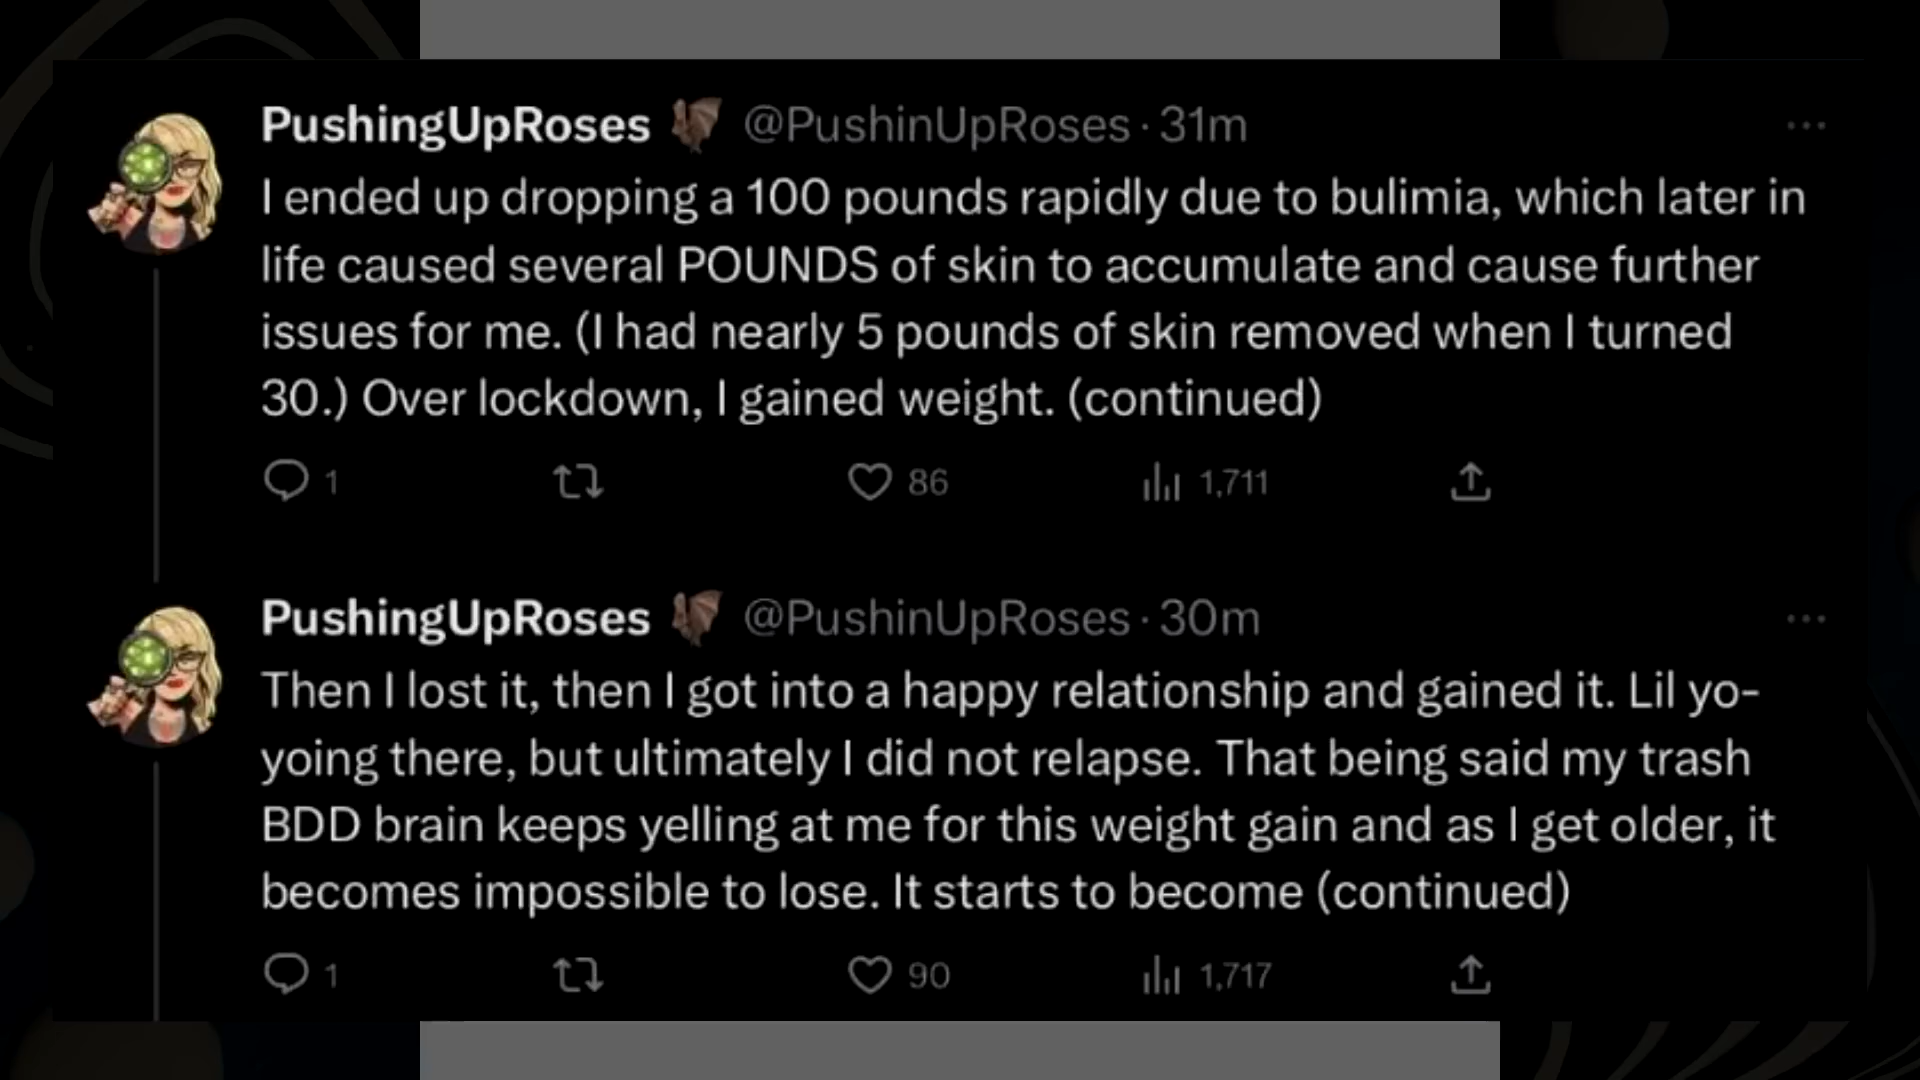 PushingUpRoses 🦇 @PushinUpRoses · 31m
I ended up dropping a 100 pounds rapidly due to bulimia, which later in
life caused several POUNDS of skin to accumulate and cause further
issues for me. (I had nearly 5 pounds of skin removed when I turned
30.) Over lockdown, I gained weight. (continued)
1 86 1,711
PushingUpRoses 🦇 @PushinUpRoses · 30m
Then I lost it, then I got into a happy relationship and gained it. Lil yo-
yoing there, but ultimately I did not relapse. That being said my trash
BDD brain keeps yelling at me for this weight gain and as I get older, it
becomes impossible to lose. It starts to become (continued)
1 90 1,717